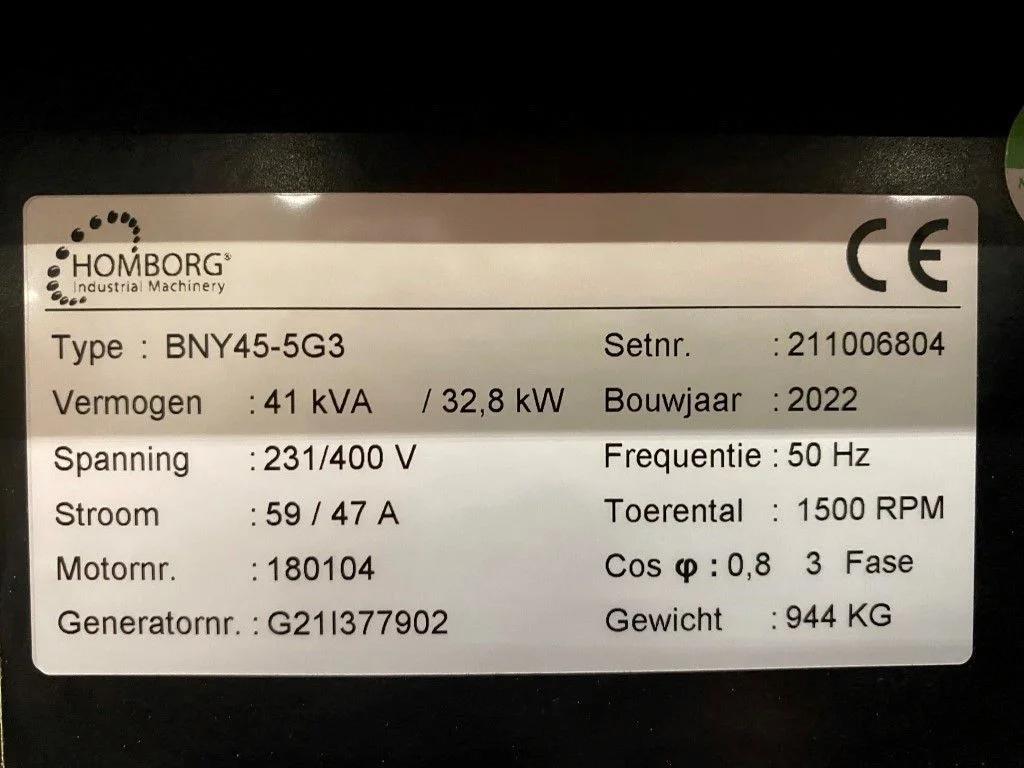 HOMBORG®
Industrial Machinery
CE
Type : BNY45-5G3
Setnr. : 211006804
Vermogen : 41 kVA / 32,8 kW
Bouwjaar : 2022
Spanning : 231/400 V
Frequentie : 50 Hz
Stroom : 59 / 47 A
Toerental : 1500 RPM
Motornr. : 180104
Cos φ : 0,8 3 Fase
Generatornr. : G21I377902
Gewicht : 944 KG